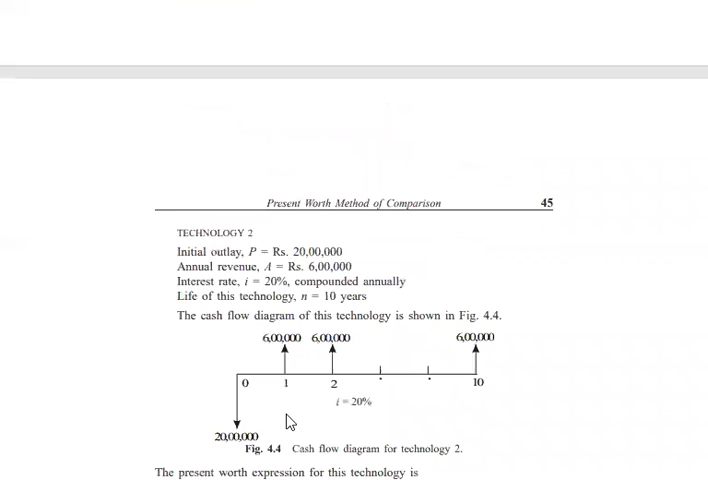 Present Worth Method of Comparison 45
TECHNOLOGY 2
Initial outlay, P = Rs. 20,00,000
Annual revenue, A = Rs. 6,00,000
Interest rate, i = 20%, compounded annually
Life of this technology, n = 10 years
The cash flow diagram of this technology is shown in Fig. 4.4.
6,00,000 6,00,000 6,00,000
0 1 2 . . 10
i = 20%
20,00,000
Fig. 4.4 Cash flow diagram for technology 2.
The present worth expression for this technology is